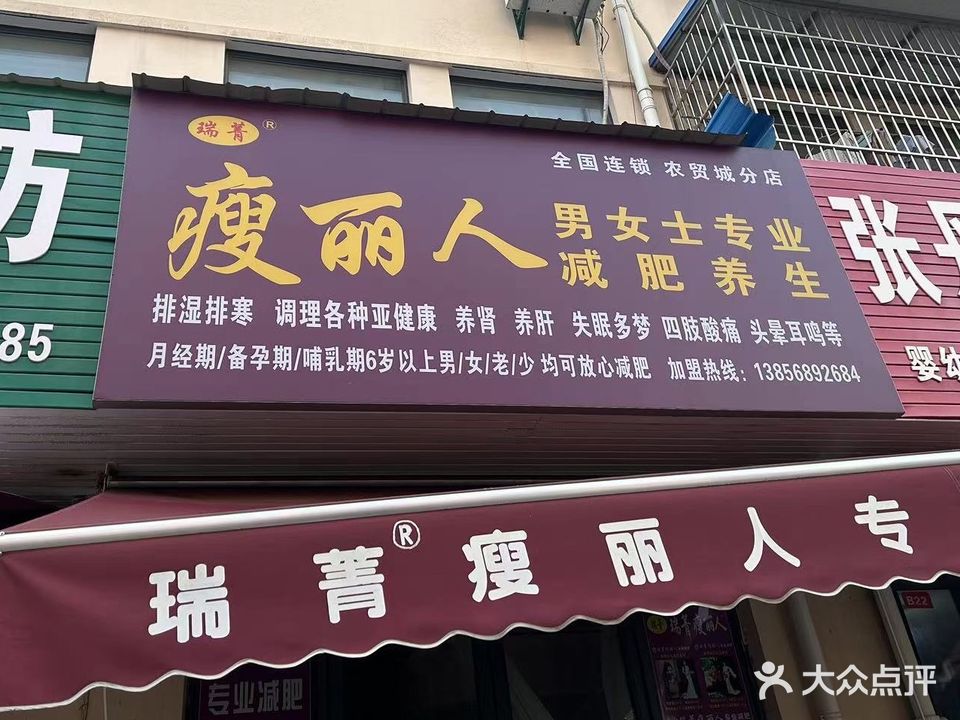 瑞菁®
全国连锁 农贸城分店
瘦丽人
男女士专业
减肥养生
排湿排寒 调理各种亚健康 养肾 养肝 失眠多梦 四肢酸痛 头晕耳鸣等
月经期/备孕期/哺乳期6岁以上男/女/老/少 均可放心减肥 加盟热线：13856892684
85
张
婴幼
瑞菁®瘦丽人专
B22
瑞菁瘦丽人
专业减肥
大众点评